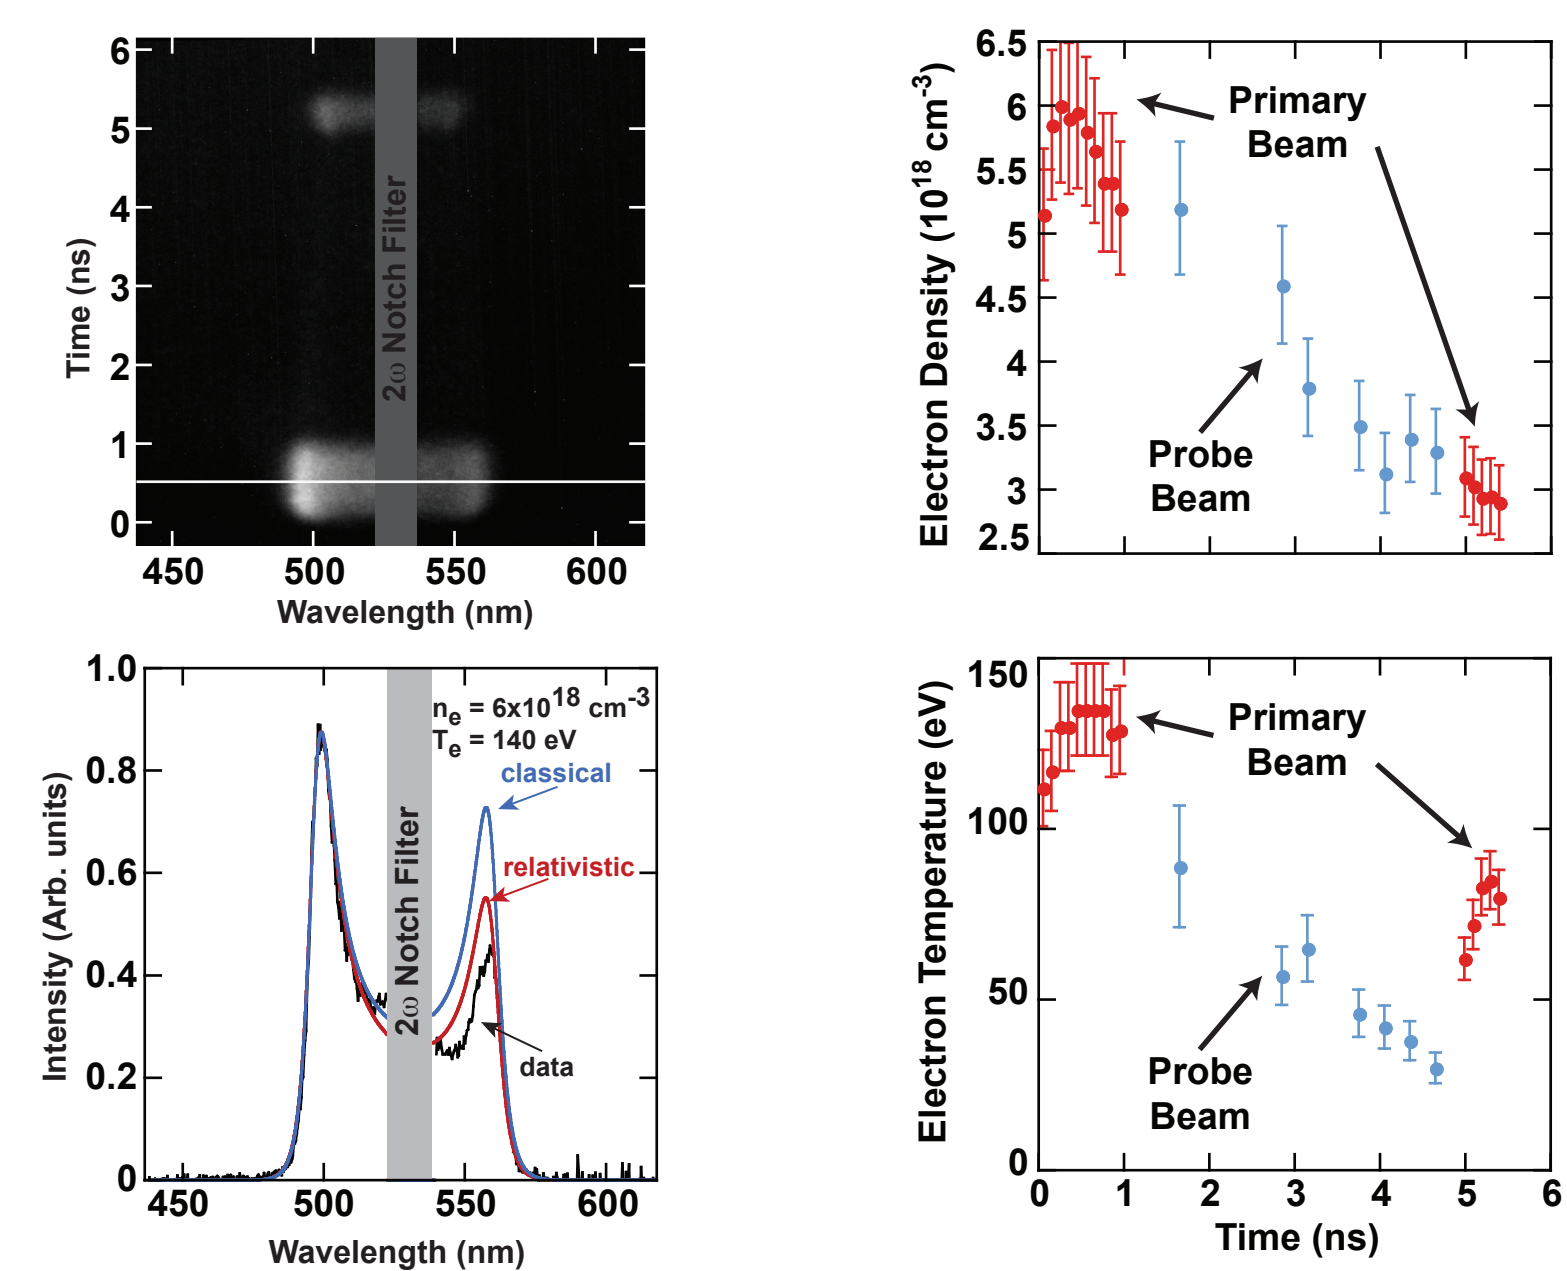 6
5
4
3
2
1
0
Time (ns)
2ω Notch Filter
450 500 550 600
Wavelength (nm)
6.5
6
5.5
5
4.5
4
3.5
3
2.5
Electron Density (10^18 cm^-3)
Primary
Beam
Probe
Beam
1.0
0.8
0.6
0.4
0.2
0
Intensity (Arb. units)
n_e = 6x10^18 cm^-3
T_e = 140 eV
classical
relativistic
data
2ω Notch Filter
450 500 550 600
Wavelength (nm)
150
100
50
0
Electron Temperature (eV)
Primary
Beam
Probe
Beam
0 1 2 3 4 5 6
Time (ns)